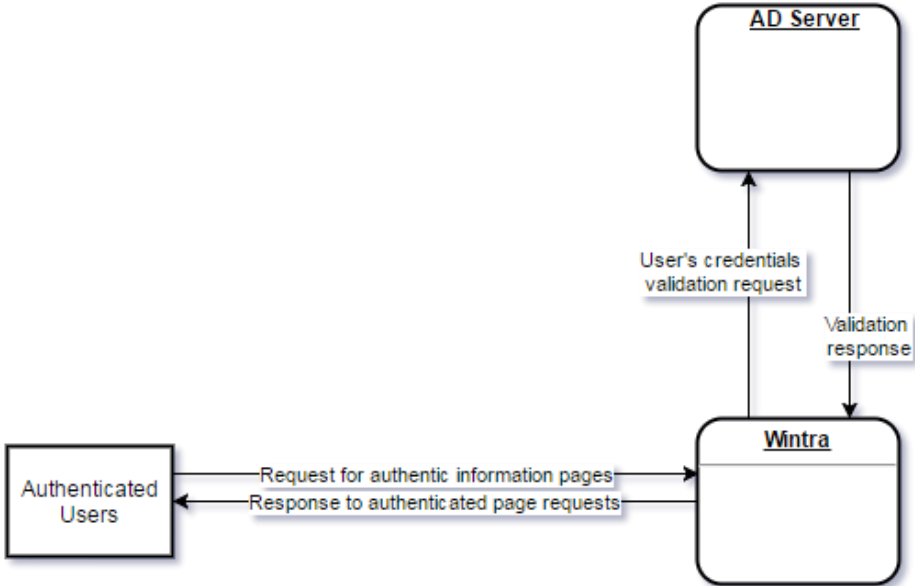 AD Server
User's credentials
validation request
Validation
response
Wintra
Request for authentic information pages
Response to authenticated page requests
Authenticated
Users